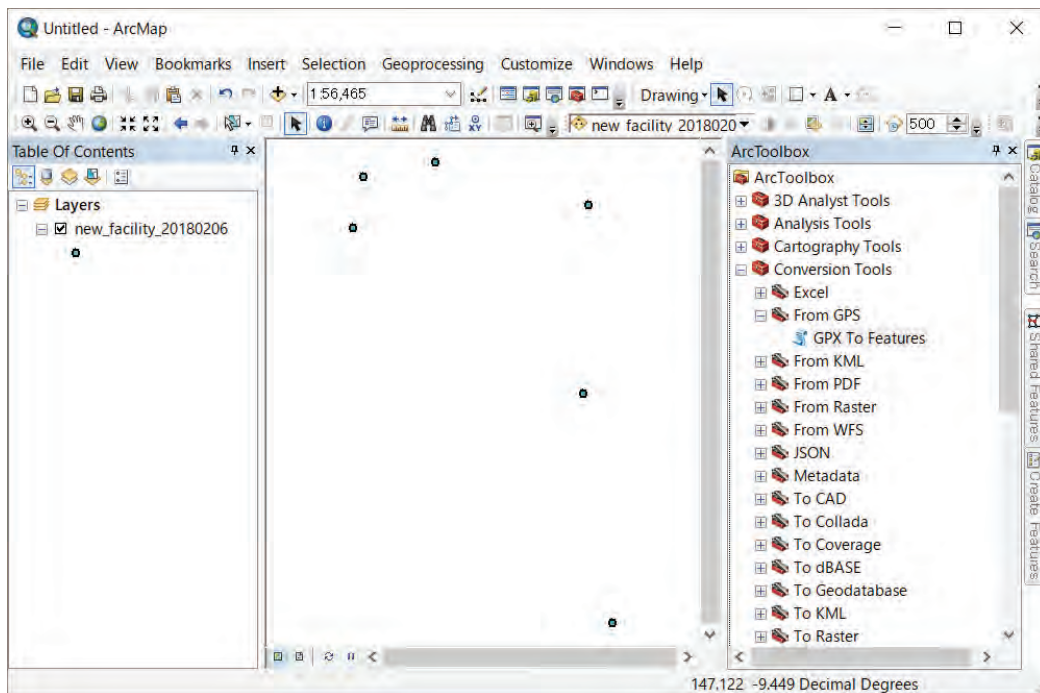 Untitled - ArcMap
File Edit View Bookmarks Insert Selection Geoprocessing Customize Windows Help
1:56,465
Drawing
A
new_facility_2018020
500
Table Of Contents
Layers
new_facility_20180206
ArcToolbox
ArcToolbox
3D Analyst Tools
Analysis Tools
Cartography Tools
Conversion Tools
Excel
From GPS
GPX To Features
From KML
From PDF
From Raster
From WFS
JSON
Metadata
To CAD
To Collada
To Coverage
To dBASE
To Geodatabase
To KML
To Raster
Catalog
Search
Shared Features
Create Features
147.122 -9.449 Decimal Degrees